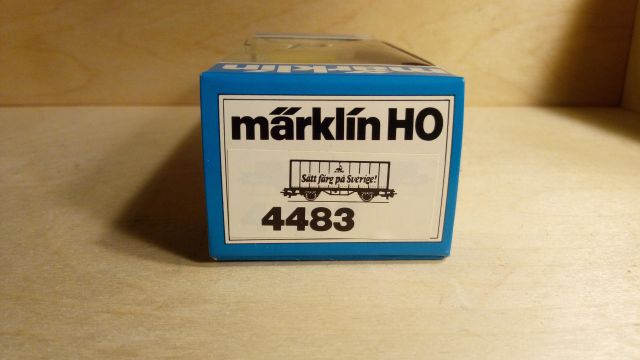 märklin
märklin HO
Sätt färg på Sverige!
4483